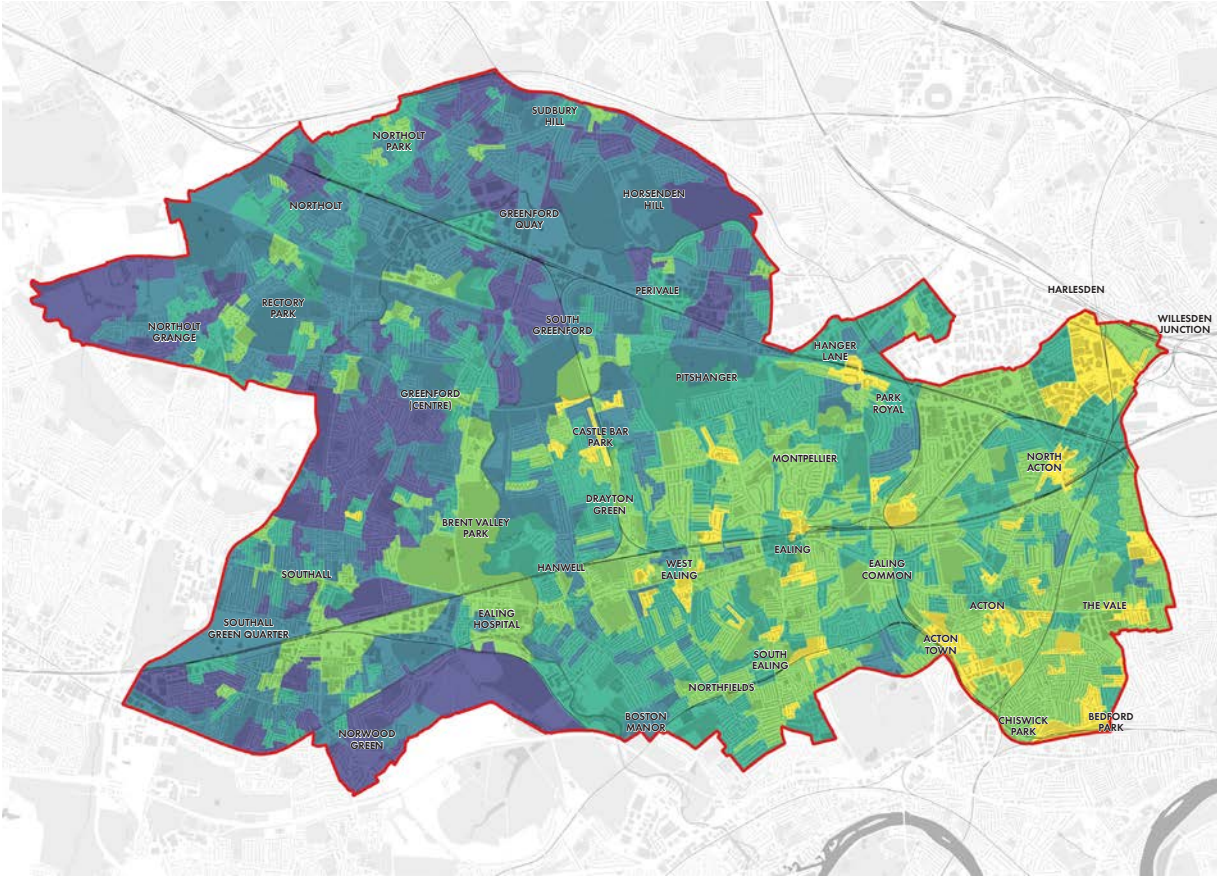 SUDBURY
HILL
NORTHOLT
PARK
HORSENDEN
HILL
NORTHOLT
GREENFORD
QUAY
PERIVALE
HARLESDEN
RECTORY
PARK
WILLESDEN
JUNCTION
NORTHOLT
GRANGE
SOUTH
GREENFORD
HANGER
LANE
PITSHANGER
GREENFORD
(CENTRE)
PARK
ROYAL
CASTLE BAR
PARK
MONTPELLIER
NORTH
ACTON
DRAYTON
GREEN
BRENT VALLEY
PARK
EALING
HANWELL
WEST
EALING
EALING
COMMON
SOUTHALL
ACTON
THE VALE
EALING
HOSPITAL
SOUTHALL
GREEN QUARTER
ACTON
TOWN
SOUTH
EALING
NORTHFIELDS
BOSTON
MANOR
CHISWICK
PARK
BEDFORD
PARK
NORWOOD
GREEN